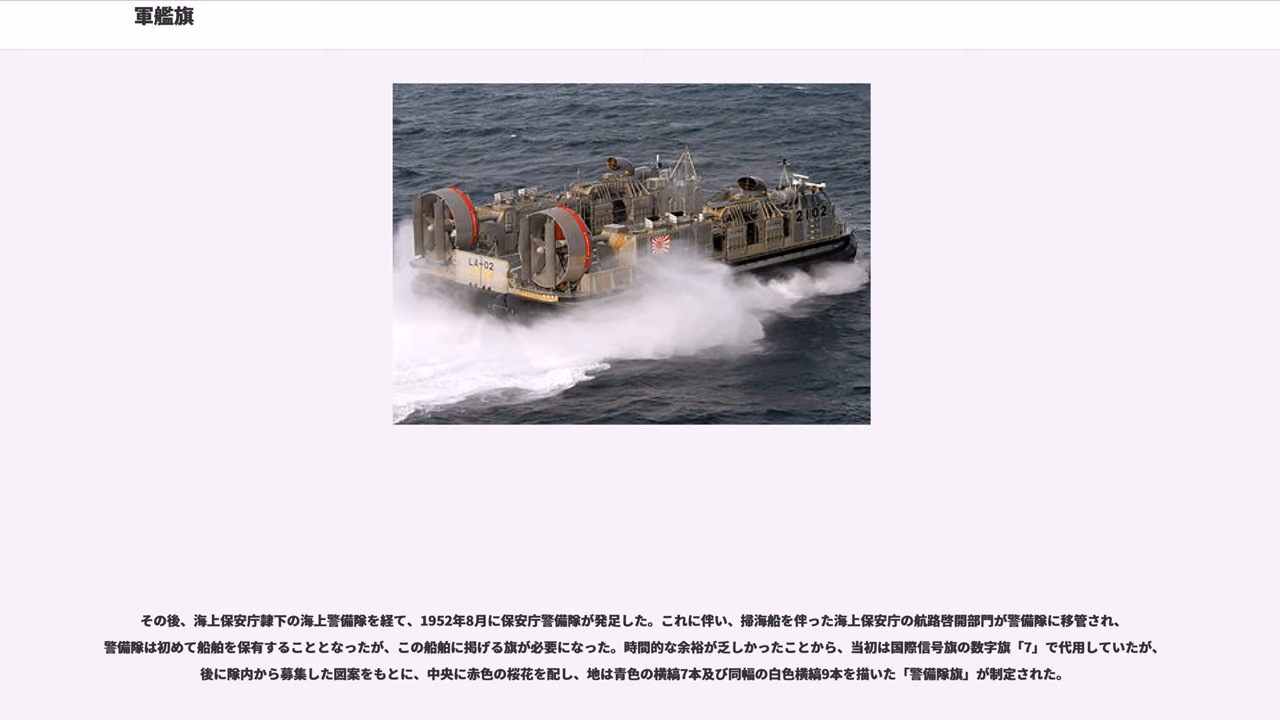 軍艦旗
2102
LA-02
その後、海上保安庁隷下の海上警備隊を経て、1952年8月に保安庁警備隊が発足した。これに伴い、掃海船を伴った海上保安庁の航路啓開部門が警備隊に移管され、
警備隊は初めて船舶を保有することとなったが、この船舶に掲げる旗が必要になった。時間的な余裕が乏しかったことから、当初は国際信号旗の数字旗「7」で代用していたが、
後に隊内から募集した図案をもとに、中央に赤色の桜花を配し、地は青色の横縞7本及び同幅の白色横縞9本を描いた「警備隊旗」が制定された。